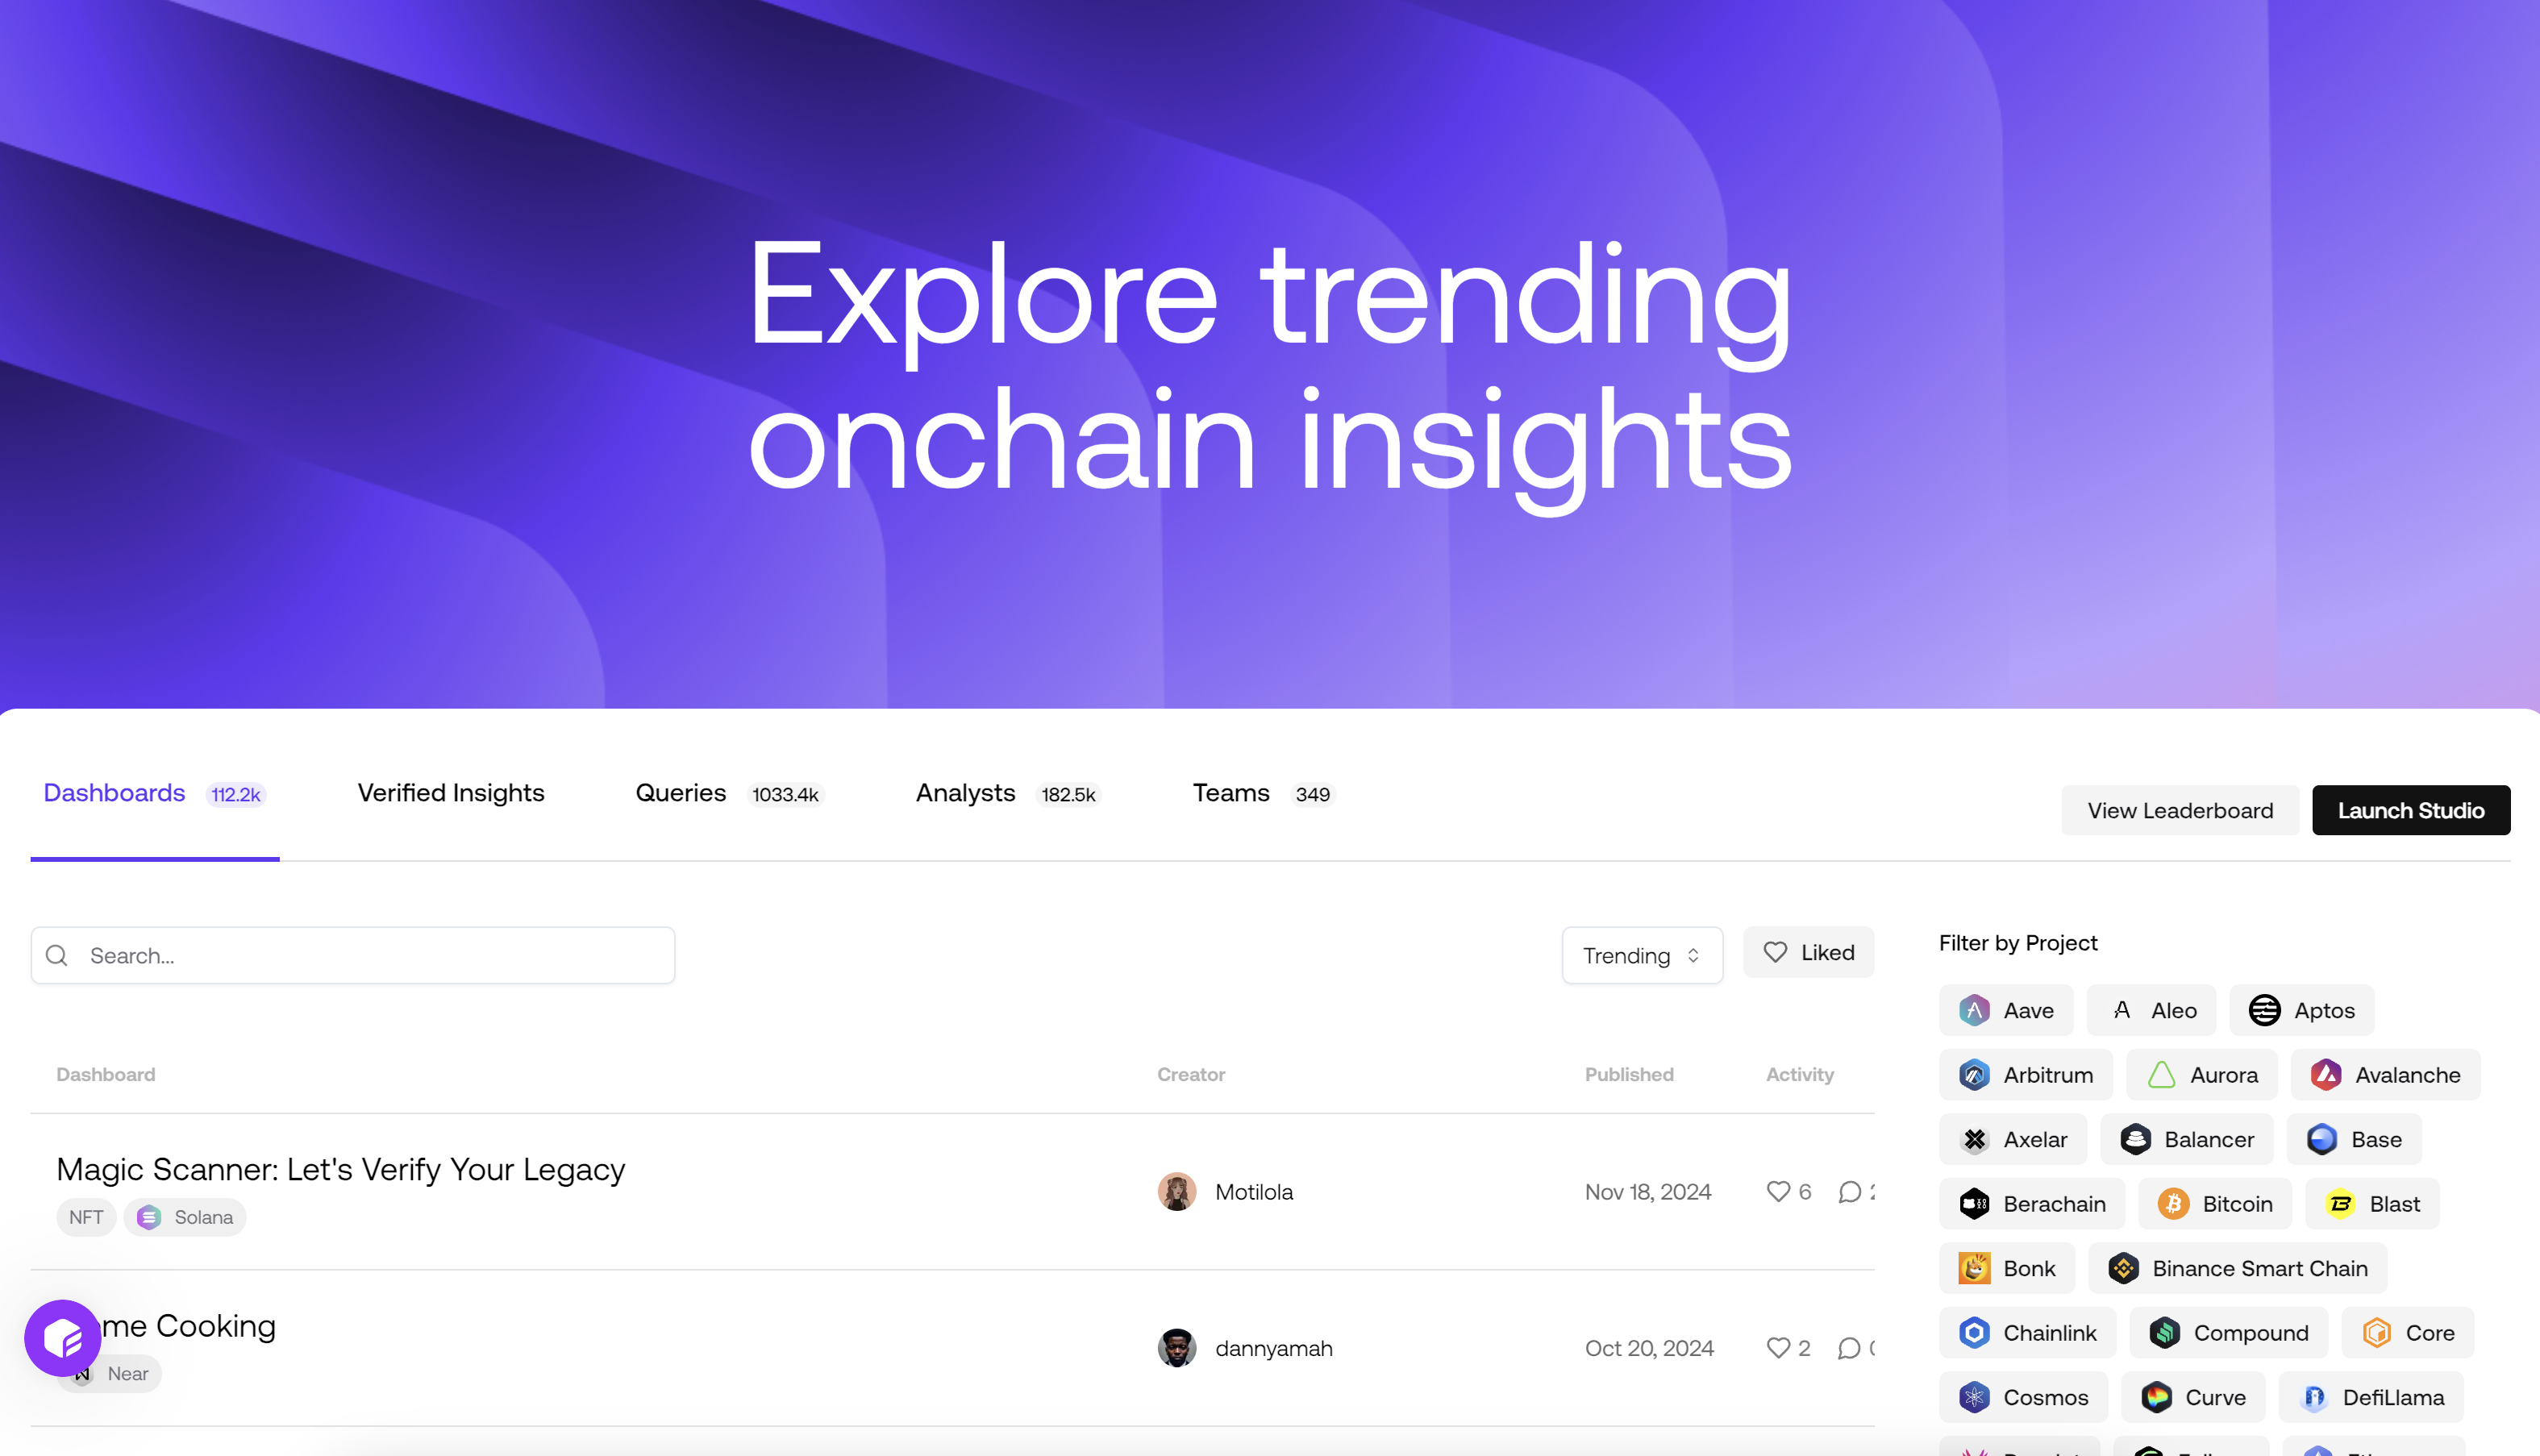 Explore trending
onchain insights
Dashboards 112.2k Verified Insights Queries 1033.4k Analysts 182.5k Teams 349
View Leaderboard Launch Studio
Search...
Trending Liked
Filter by Project
Aave Aleo Aptos
Arbitrum Aurora Avalanche
Axelar Balancer Base
Berachain Bitcoin Blast
Bonk Binance Smart Chain
Chainlink Compound Core
Cosmos Curve DefiLlama
Dashboard Creator Published Activity
Magic Scanner: Let's Verify Your Legacy
NFT Solana
Motilola Nov 18, 2024 6
me Cooking
Near
dannyamah Oct 20, 2024 2